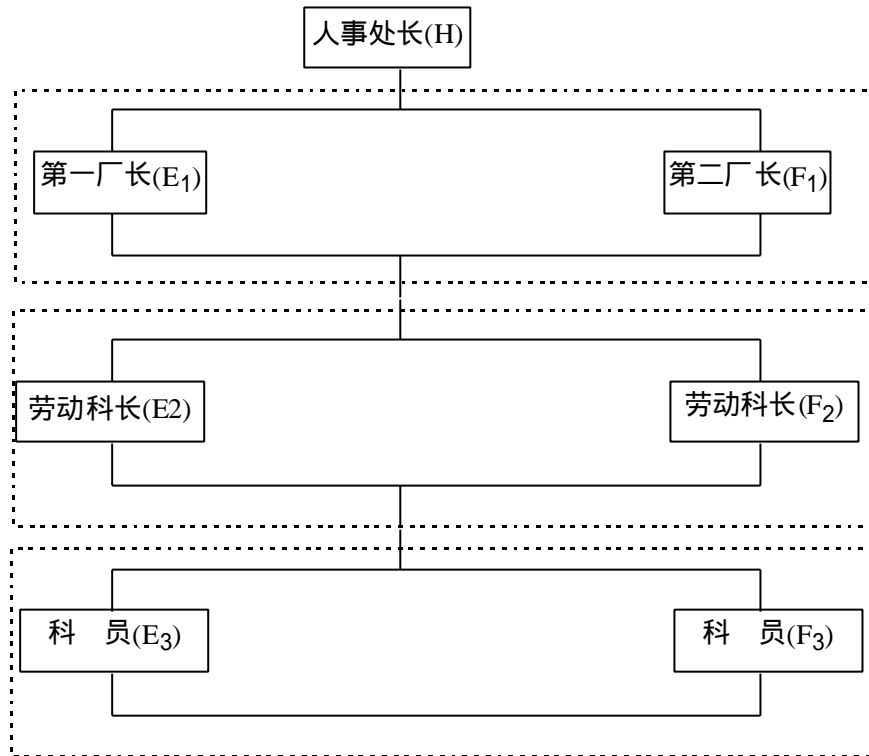 人事处长(H)
第一厂长(E₁)
第二厂长(F₁)
劳动科长(E2)
劳动科长(F₂)
科 员(E₃)
科 员(F₃)